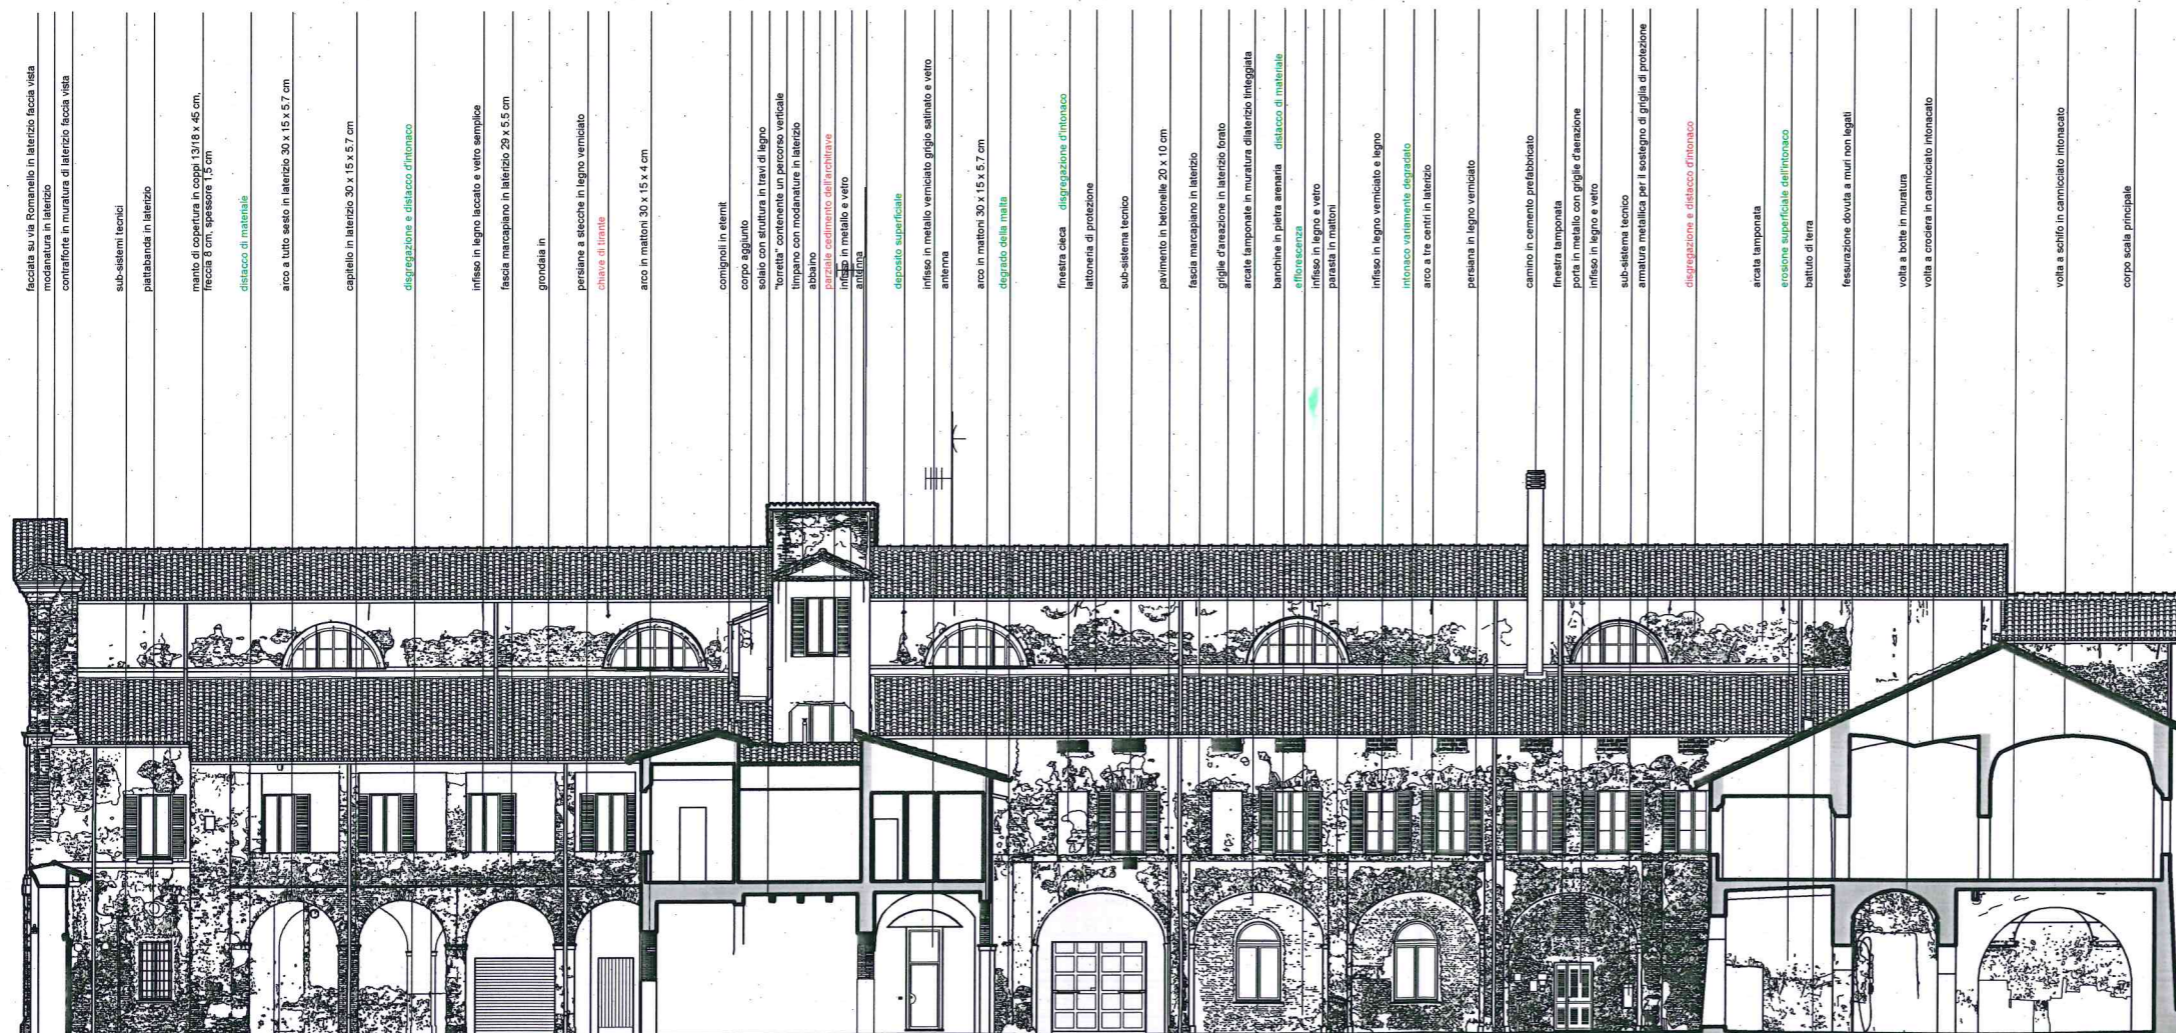 facciata su via Romanello in laterizio faccia vista
modanatura in laterizio
contrafforte in muratura di laterizio faccia vista
sub-sistemi tecnici
piattabanda in laterizio
manto di copertura in coppi 13/18 x 45 cm,
freccia 8 cm, spessore 1,5 cm
distacco di materiale
arco a tutto sesto in laterizio 30 x 15 x 5.7 cm
capitello in laterizio 30 x 15 x 5.7 cm
disgregazione e distacco d'intonaco
infisso in legno laccato e vetro semplice
fascia marcapiano in laterizio 29 x 5.5 cm
grondaia in
persiane a stecche in legno verniciato
chiave di tirante
arco in mattoni 30 x 15 x 4 cm
comignoli in eternit
corpo aggiunto
solaio con struttura in travi di legno
"torretta" contenente un percorso verticale
timpano con modanature in laterizio
abbaino
parziale cedimento dell'architrave
infisso in metallo e vetro
antenna
deposito superficiale
infisso in metallo verniciato grigio satinato e vetro
antenna
arco in mattoni 30 x 15 x 5.7 cm
degrado della malta
finestra cieca disgregazione d'intonaco
lattoneria di protezione
sub-sistema tecnico
pavimento in betonelle 20 x 10 cm
fascia marcapiano in laterizio
griglie d'areazione in laterizio forato
arcate tamponate in muratura dilaterizio tinteggiata
banchine in pietra arenaria distacco di materiale
efflorescenza
infisso in legno e vetro
parasta in mattoni
infisso in legno verniciato e legno
intonaco variamente degradato
arco a tre centri in laterizio
persiana in legno verniciato
camino in cemento prefabbricato
finestra tamponata
porta in metallo con griglie d'aerazione
infisso in legno e vetro
sub-sistema tecnico
armatura metallica per il sostegno di griglia di protezione
disgregazione e distacco d'intonaco
arcata tamponata
erosione superficiale dell'intonaco
battuto di terra
fessurazione dovuta a muri non legati
volta a botte in muratura
volta a crociera in cannicciato intonacato
volta a schifo in cannicciato intonacato
corpo scala principale